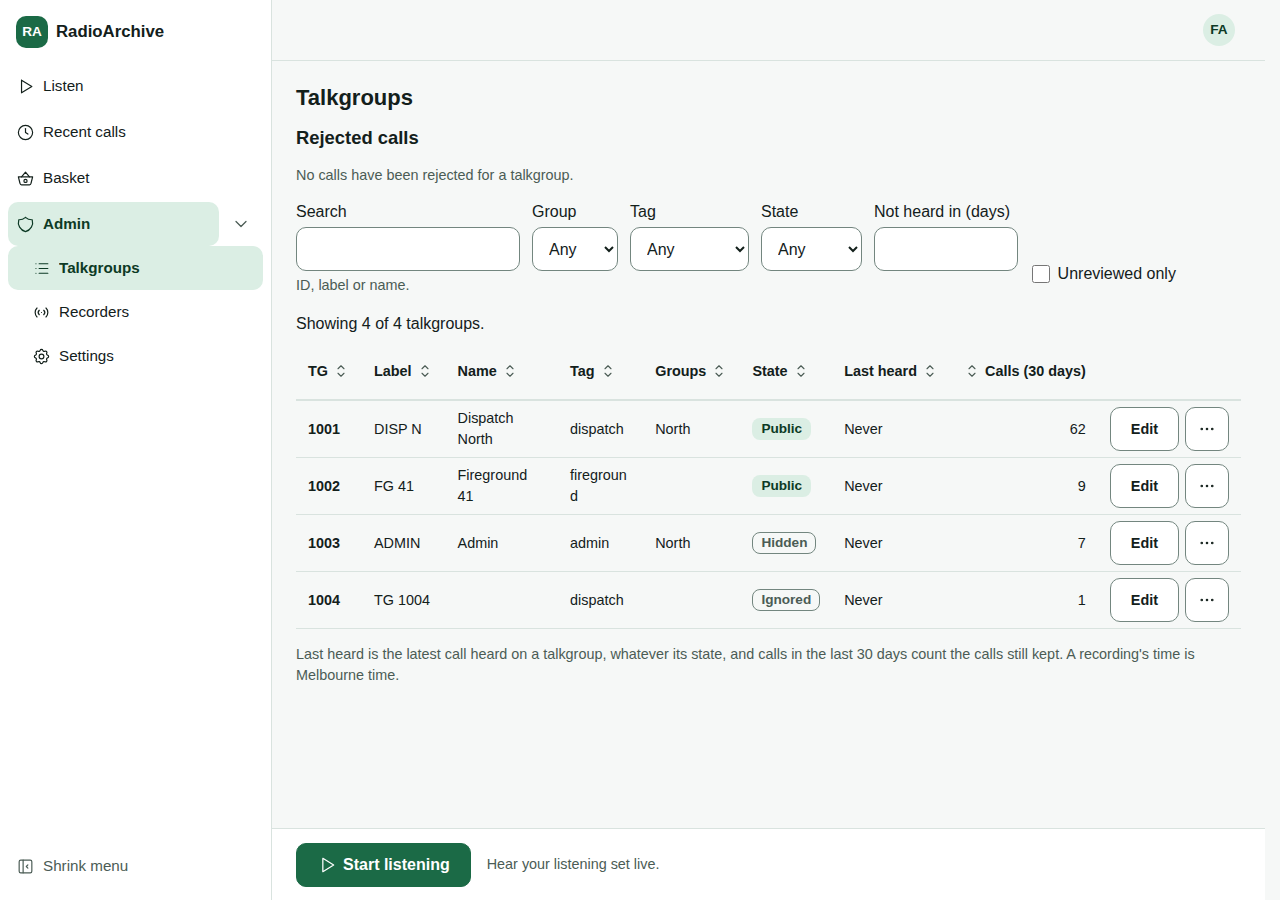 RA RadioArchive
FA
Listen
Recent calls
Basket
Admin
Talkgroups
Recorders
Settings
Shrink menu
Talkgroups
Rejected calls
No calls have been rejected for a talkgroup.
Search Group Tag State Not heard in (days)
Any Any Any
Unreviewed only
ID, label or name.
Showing 4 of 4 talkgroups.
TG Label Name Tag Groups State Last heard Calls (30 days)
1001 DISP N Dispatch North dispatch North Public Never 62 Edit ···
1002 FG 41 Fireground 41 firegroun
d Public Never 9 Edit ···
1003 ADMIN Admin admin North Hidden Never 7 Edit ···
1004 TG 1004 dispatch Ignored Never 1 Edit ···
Last heard is the latest call heard on a talkgroup, whatever its state, and calls in the last 30 days count the calls still kept. A recording's time is
Melbourne time.
Start listening Hear your listening set live.